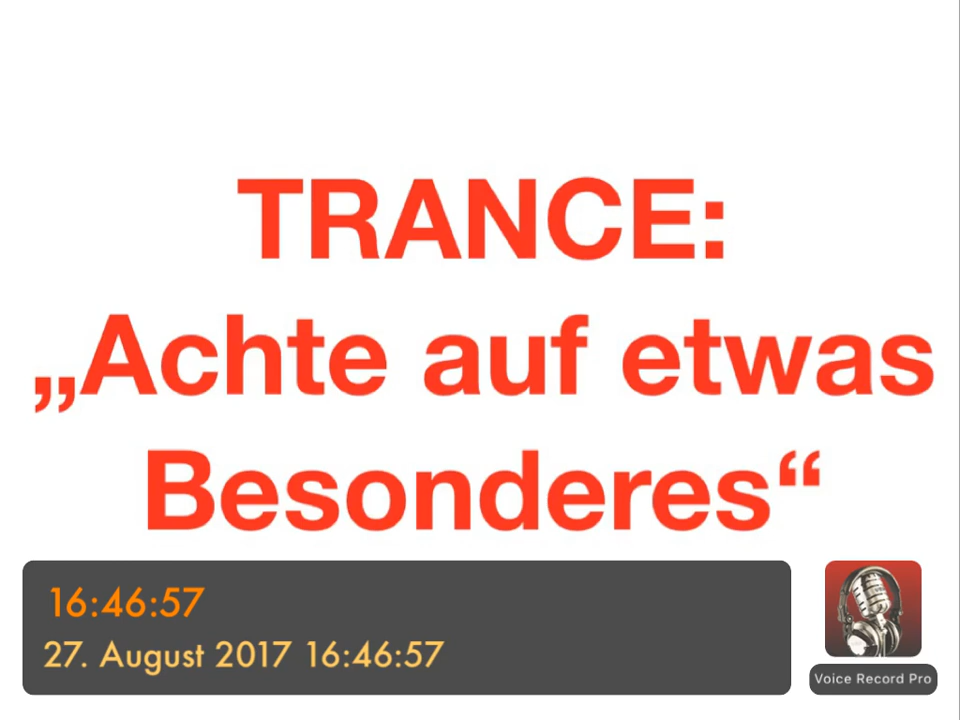 TRANCE:
„Achte auf etwas
Besonderes“
16:46:57
27. August 2017 16:46:57
Voice Record Pro